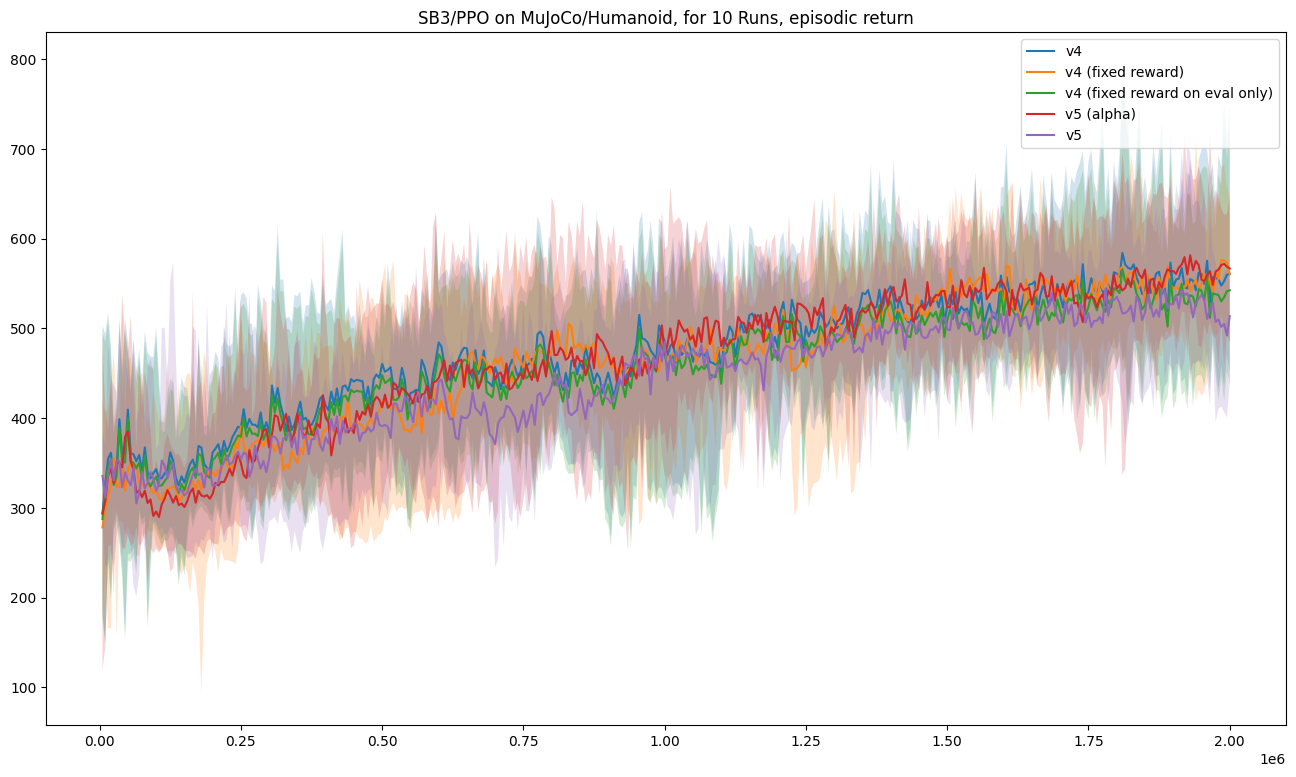 SB3/PPO on MuJoCo/Humanoid, for 10 Runs, episodic return
v4
v4 (fixed reward)
v4 (fixed reward on eval only)
v5 (alpha)
v5
800
700
600
500
400
300
200
100
0.00 0.25 0.50 0.75 1.00 1.25 1.50 1.75 2.00
1e6